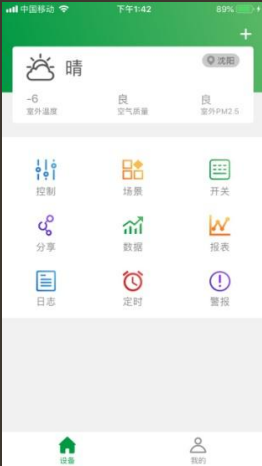 中国移动 下午1:42 89%
+
晴 沈阳
-6 良 良
室外温度 空气质量 室外PM2.5
控制 场景 开关
分享 数据 报表
日志 定时 警报
设备 我的